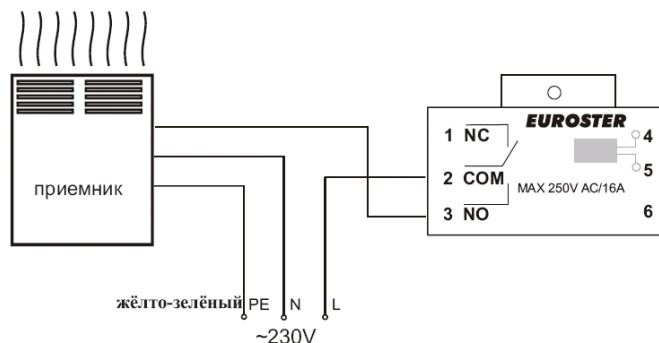 EUROSTER
1 NC
4
приемник
2 COM
5
MAX 250V AC/16A
3 NO
6
жёлто-зелёный PE N L
~230V